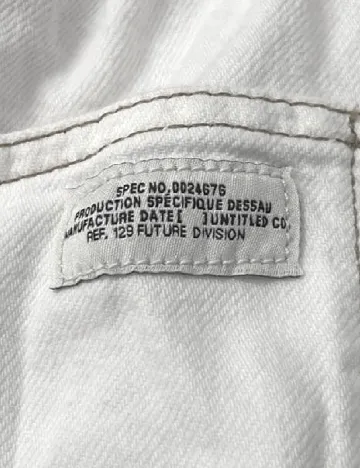 SPEC NO,0024676
PRODUCTION SPÉCIFIQUE DESSAU
MANUFACTURE DATE[ ]UNTITLED CO,
REF. 129 FUTURE DIVISION